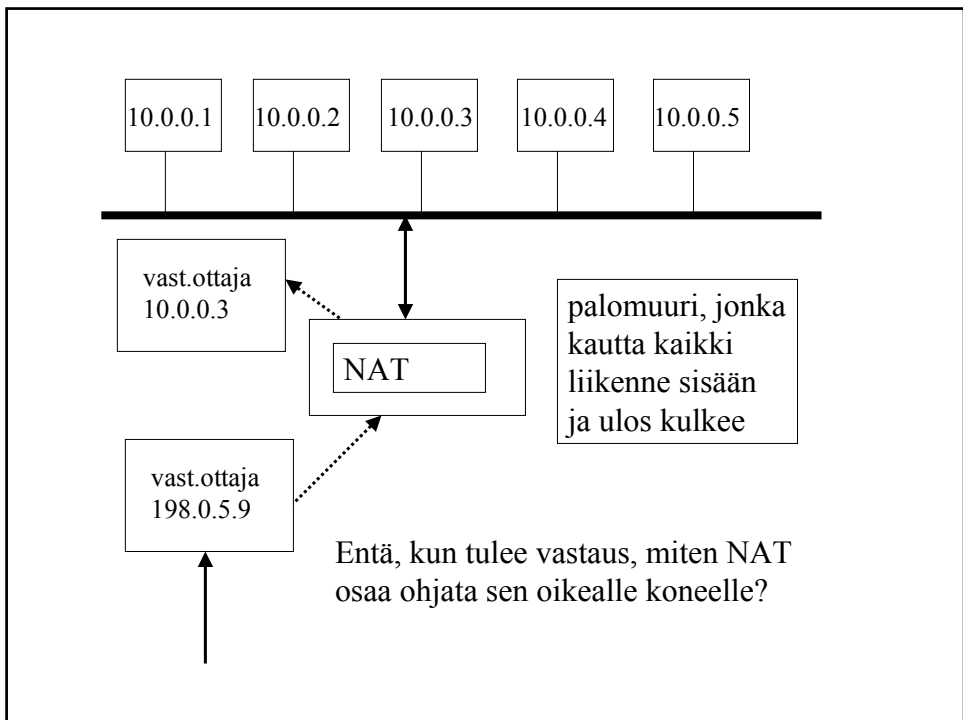 10.0.0.1 10.0.0.2 10.0.0.3 10.0.0.4 10.0.0.5
vast.ottaja
10.0.0.3
NAT
palomuuri, jonka
kautta kaikki
liikenne sisään
ja ulos kulkee
vast.ottaja
198.0.5.9
Entä, kun tulee vastaus, miten NAT
osaa ohjata sen oikealle koneelle?